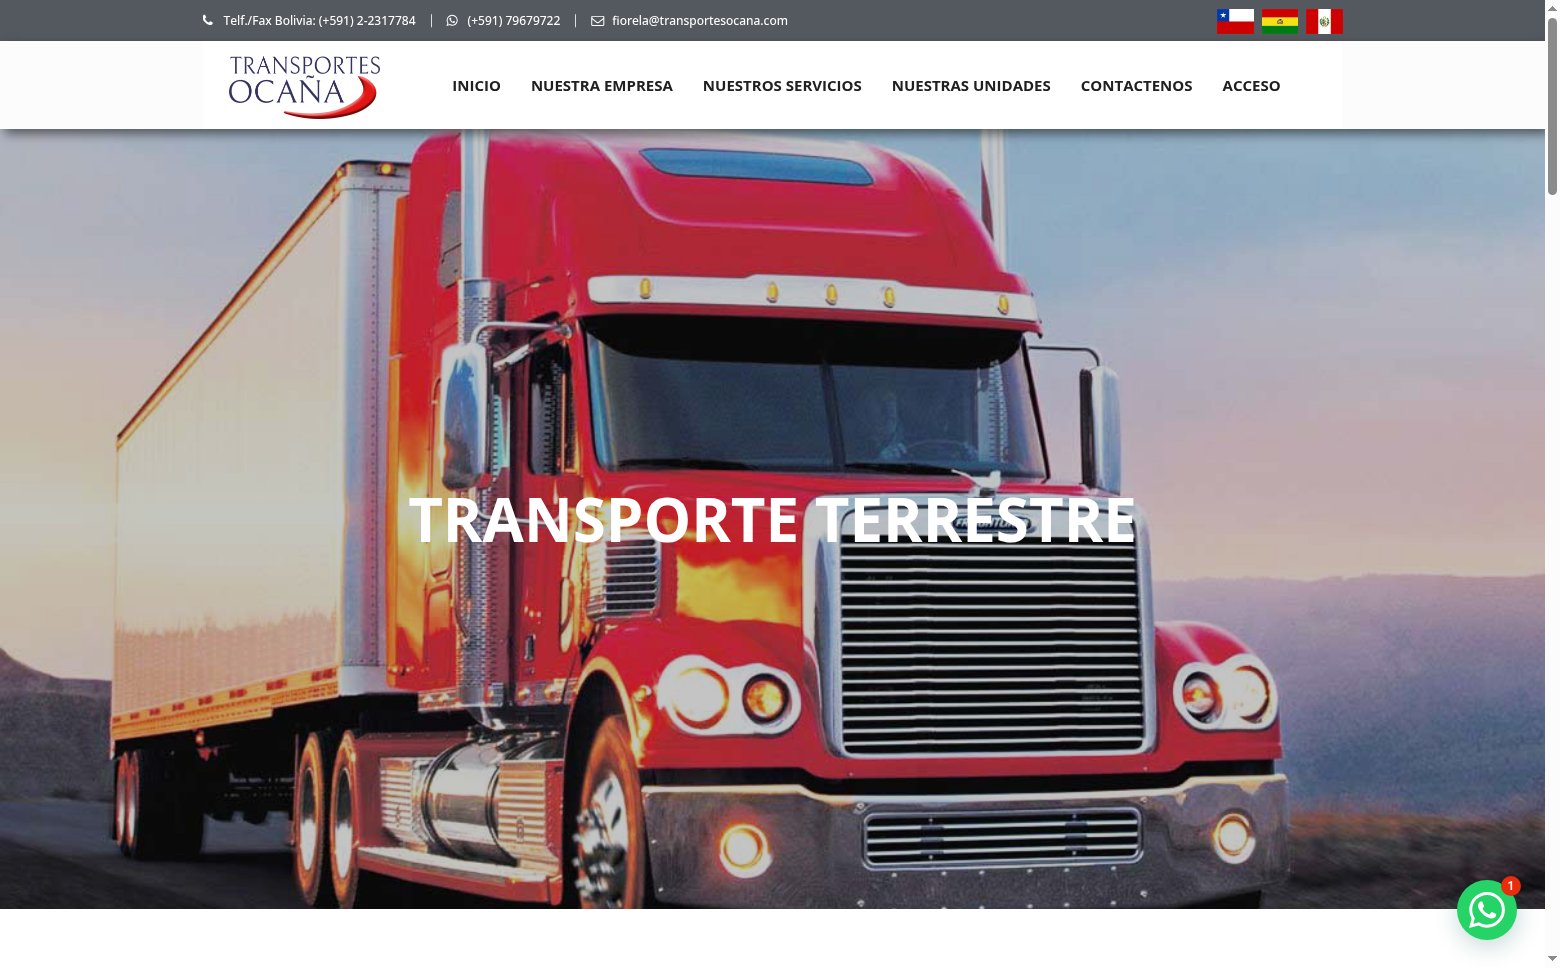 Telf./Fax Bolivia: (+591) 2-2317784
(+591) 79679722
fiorela@transportesocana.com
TRANSPORTES
OCAÑA
INICIO
NUESTRA EMPRESA
NUESTROS SERVICIOS
NUESTRAS UNIDADES
CONTACTENOS
ACCESO
TRANSPORTE TERRESTRE
1